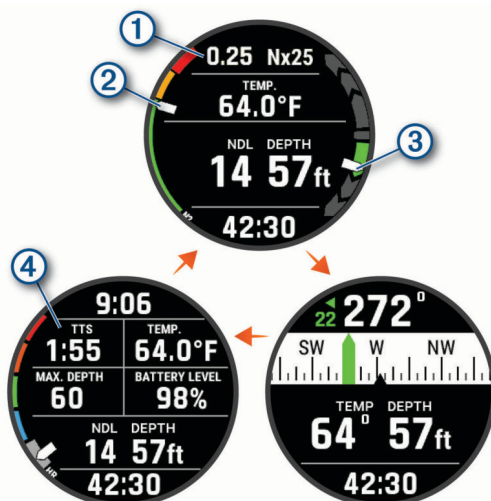 1
0.25 Nx25
2
TEMP.
64.0°F
NDL DEPTH
3
14 57ft
N2
42:30
4
9:06
TTS TEMP.
1:55 64.0°F
MAX. DEPTH BATTERY LEVEL
60 98%
NDL DEPTH
14 57ft
HR
42:30
22 272°
SW W NW
TEMP DEPTH
64° 57ft
42:30